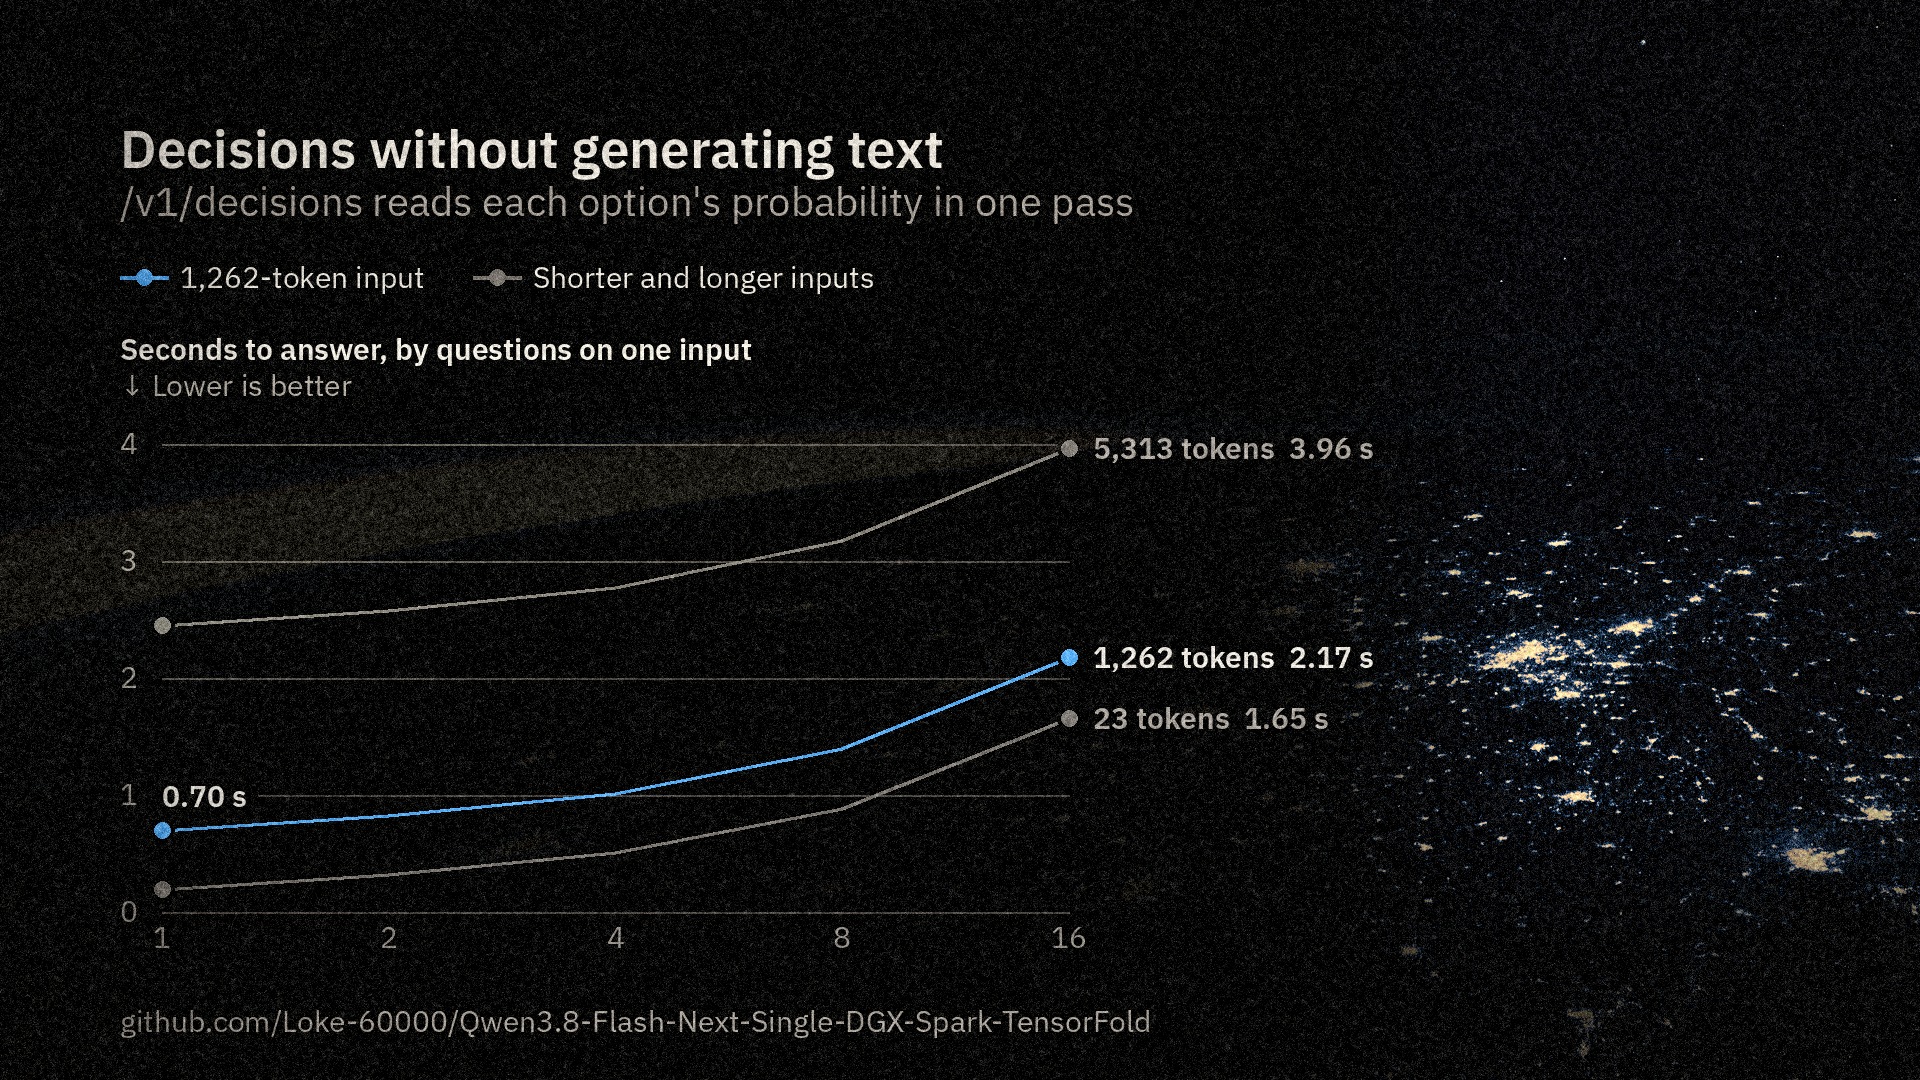 Decisions without generating text
/v1/decisions reads each option's probability in one pass
1,262-token input
Shorter and longer inputs
Seconds to answer, by questions on one input
↓ Lower is better
4
5,313 tokens 3.96 s
3
1,262 tokens 2.17 s
2
23 tokens 1.65 s
1
0.70 s
0
1 2 4 8 16
github.com/Loke-60000/Qwen3.8-Flash-Next-Single-DGX-Spark-TensorFold